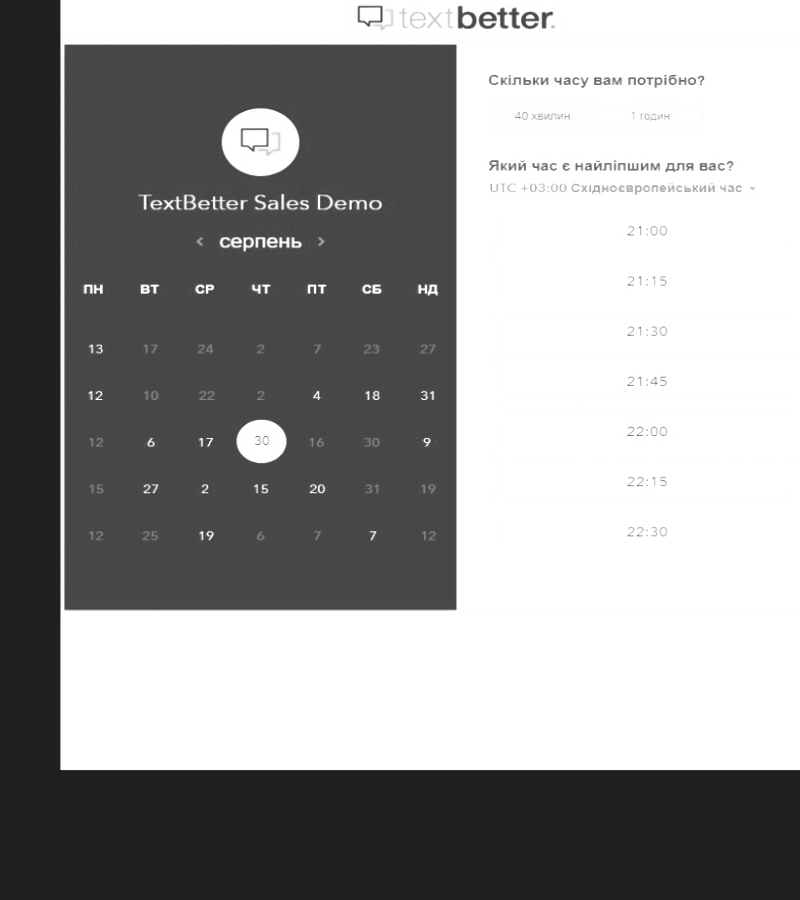 textbetter.
TextBetter Sales Demo
< серпень >
ПН ВТ СР ЧТ ПТ СБ НД
13 17 24 2 7 23 27
12 10 22 2 4 18 31
12 6 17 30 16 30 9
15 27 2 15 20 31 19
12 25 19 6 7 7 12
Скільки часу вам потрібно?
40 хвилин 1 годин
Який час є найліпшим для вас?
UTC +03:00 Східноєвропейський час
21:00
21:15
21:30
21:45
22:00
22:15
22:30